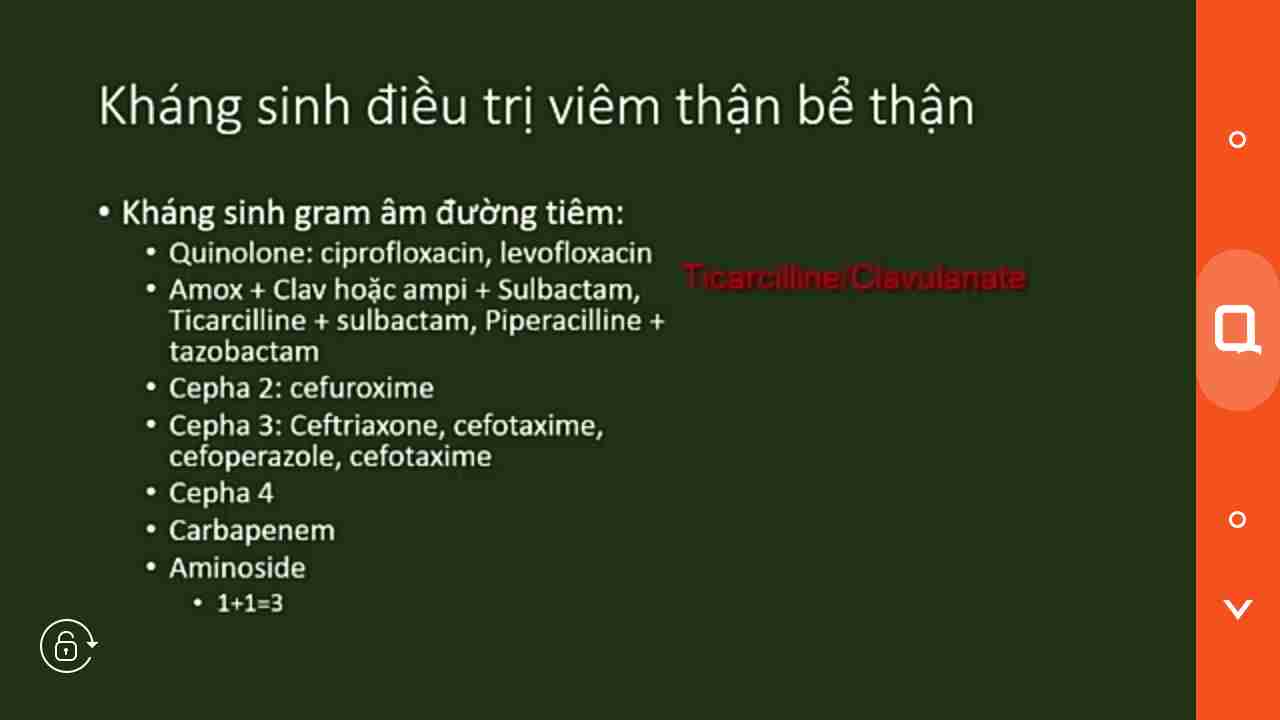 Kháng sinh điều trị viêm thận bể thận
• Kháng sinh gram âm đường tiêm:
• Quinolone: ciprofloxacin, levofloxacin
Ticarcilline/Clavulanate
• Amox + Clav hoặc ampi + Sulbactam,
Ticarcilline + sulbactam, Piperacilline +
tazobactam
• Cepha 2: cefuroxime
• Cepha 3: Ceftriaxone, cefotaxime,
cefoperazole, cefotaxime
• Cepha 4
• Carbapenem
• Aminoside
• 1+1=3